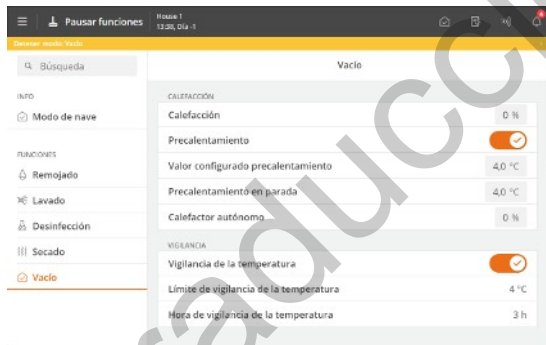 Pausar funciones
House 1
13:38, Día -1
Detener modo: Vacío
Búsqueda
Vacío
INFO
Modo de nave
FUNCIONES
Remojado
Lavado
Desinfección
Secado
Vacío
CALEFACCIÓN
Calefacción 0 %
Precalentamiento
Valor configurado precalentamiento 4,0 °C
Precalentamiento en parada 4,0 °C
Calefactor autónomo 0 %
VIGILANCIA
Vigilancia de la temperatura
Límite de vigilancia de la temperatura 4 °C
Hora de vigilancia de la temperatura 3 h